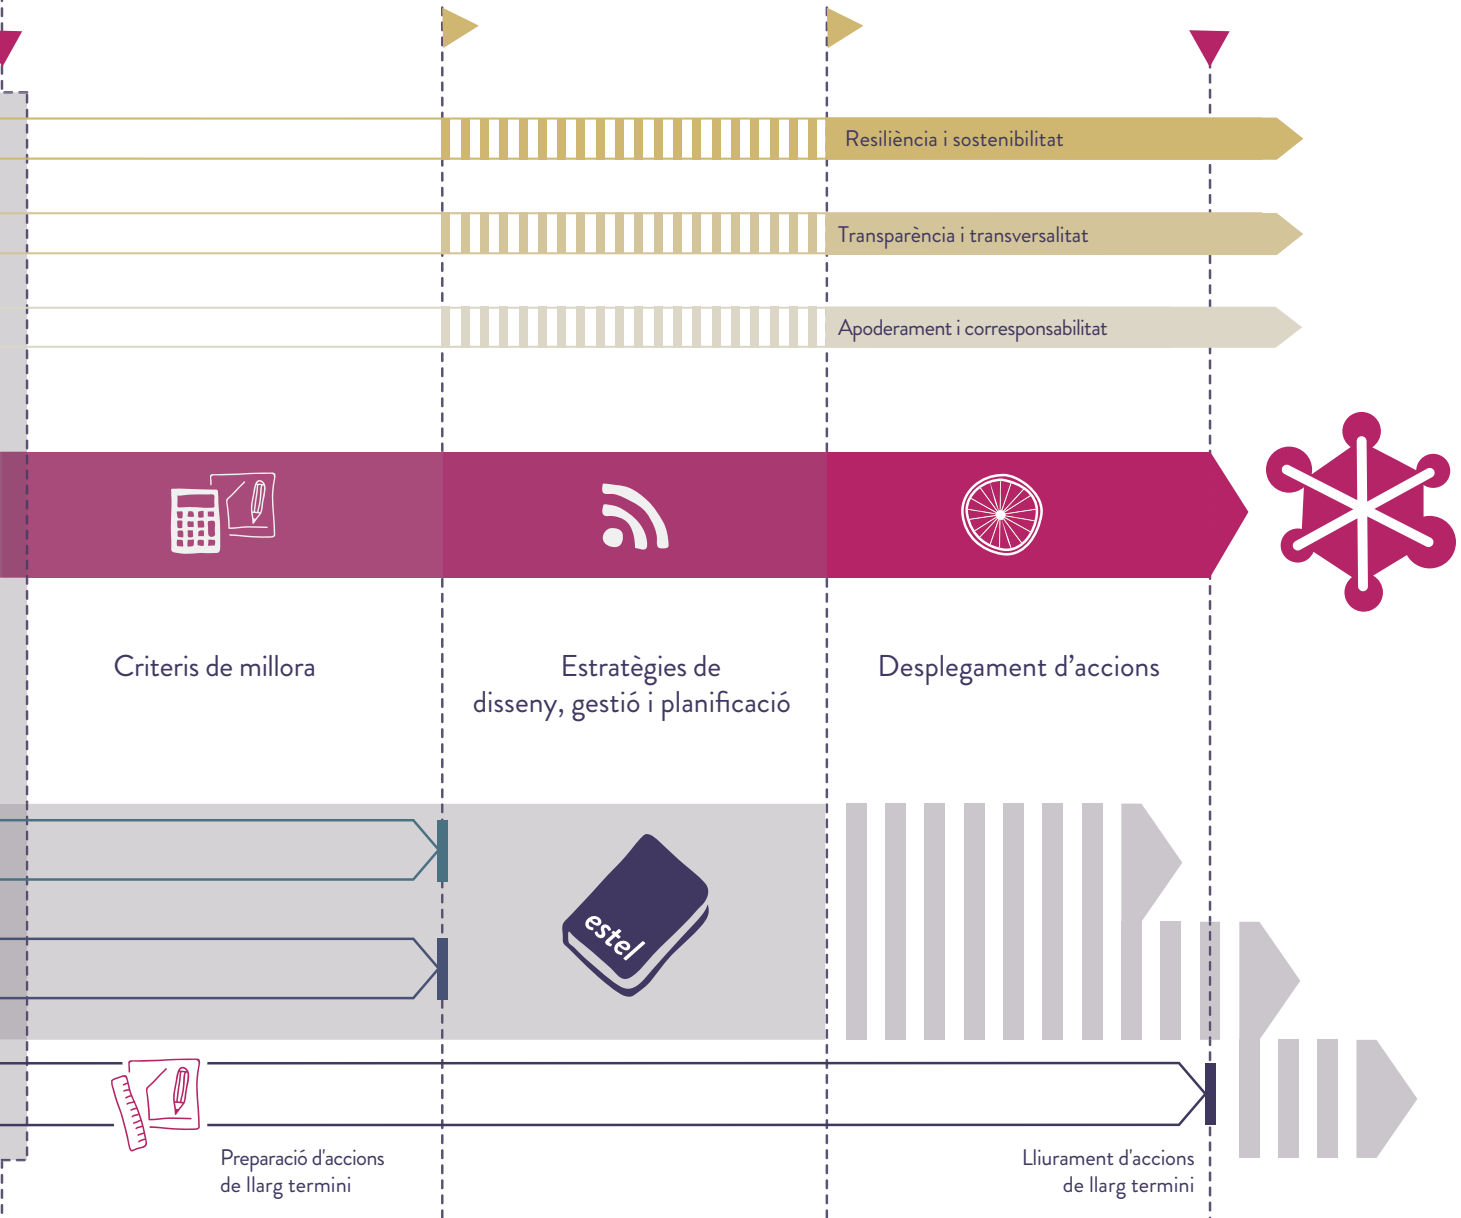 Resiliència i sostenibilitat
Transparència i transversalitat
Apoderament i corresponsabilitat
Criteris de millora
Estratègies de
disseny, gestió i planificació
Desplegament d’accions
estel
Preparació d'accions
de llarg termini
Lliurament d'accions
de llarg termini